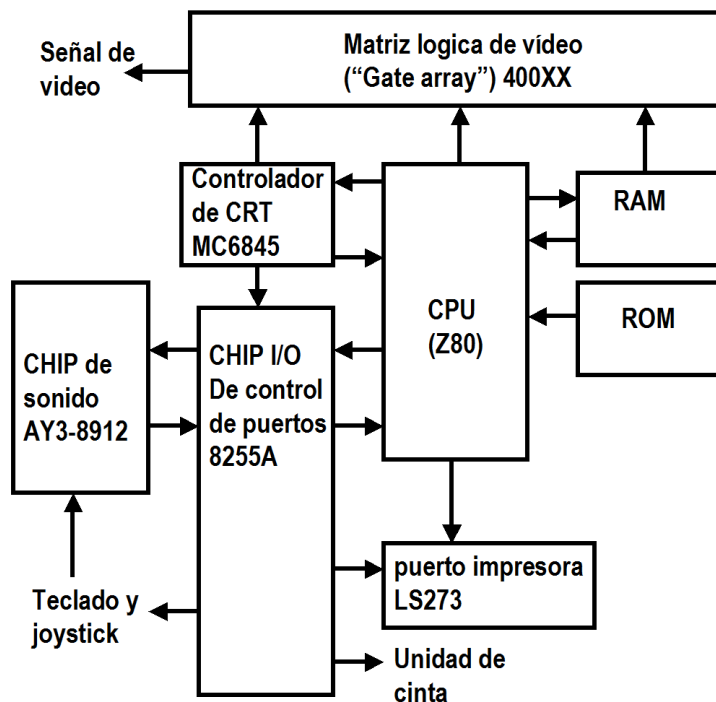 Matriz logica de vídeo
(“Gate array”) 400XX
Señal de
video
Controlador
de CRT
MC6845
RAM
CPU
(Z80)
ROM
CHIP de
sonido
AY3-8912
CHIP I/O
De control
de puertos
8255A
puerto impresora
LS273
Teclado y
joystick
Unidad de
cinta